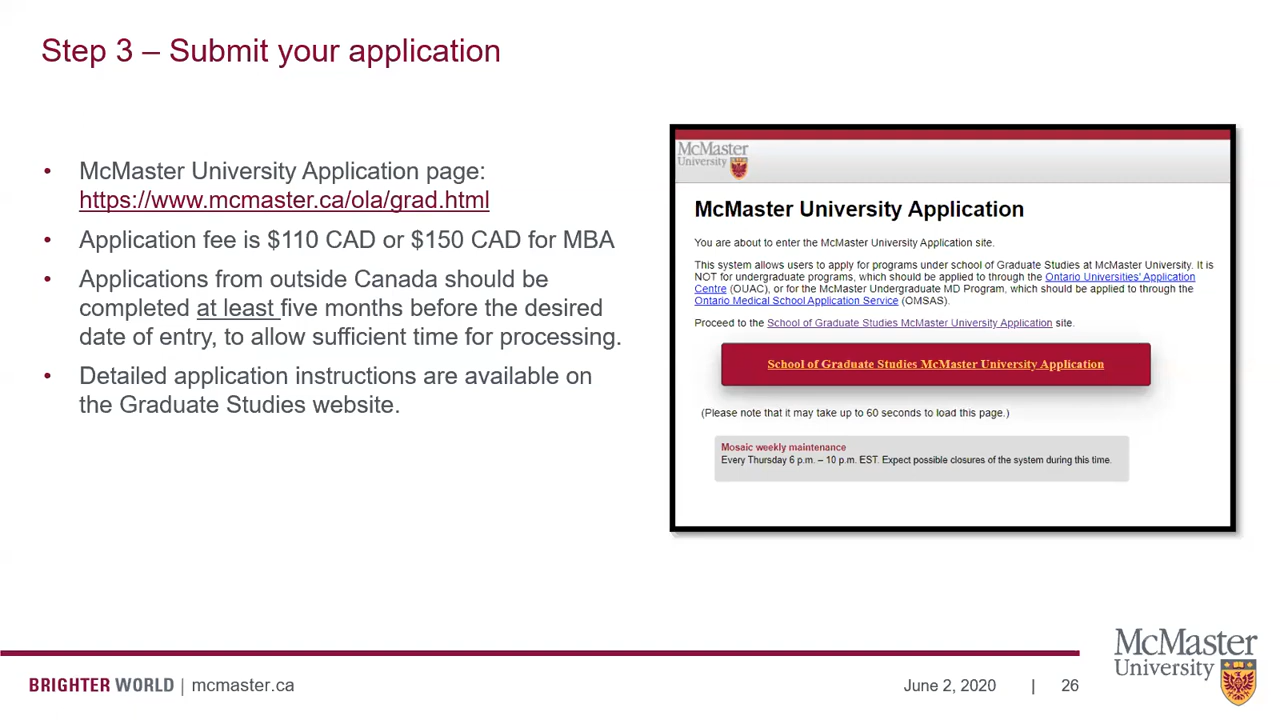 Step 3 – Submit your application
• McMaster University Application page:
https://www.mcmaster.ca/ola/grad.html
• Application fee is $110 CAD or $150 CAD for MBA
• Applications from outside Canada should be
completed at least five months before the desired
date of entry, to allow sufficient time for processing.
• Detailed application instructions are available on
the Graduate Studies website.
McMaster
University
McMaster University Application
You are about to enter the McMaster University Application site.
This system allows users to apply for programs under school of Graduate Studies at McMaster University. It is
NOT for undergraduate programs, which should be applied to through the Ontario Universities' Application
Centre (OUAC), or for the McMaster Undergraduate MD Program, which should be applied to through the
Ontario Medical School Application Service (OMSAS).
Proceed to the School of Graduate Studies McMaster University Application site.
School of Graduate Studies McMaster University Application
(Please note that it may take up to 60 seconds to load this page.)
Mosaic weekly maintenance
Every Thursday 6 p.m. – 10 p.m. EST. Expect possible closures of the system during this time.
BRIGHTER WORLD | mcmaster.ca
June 2, 2020 | 26
McMaster
University